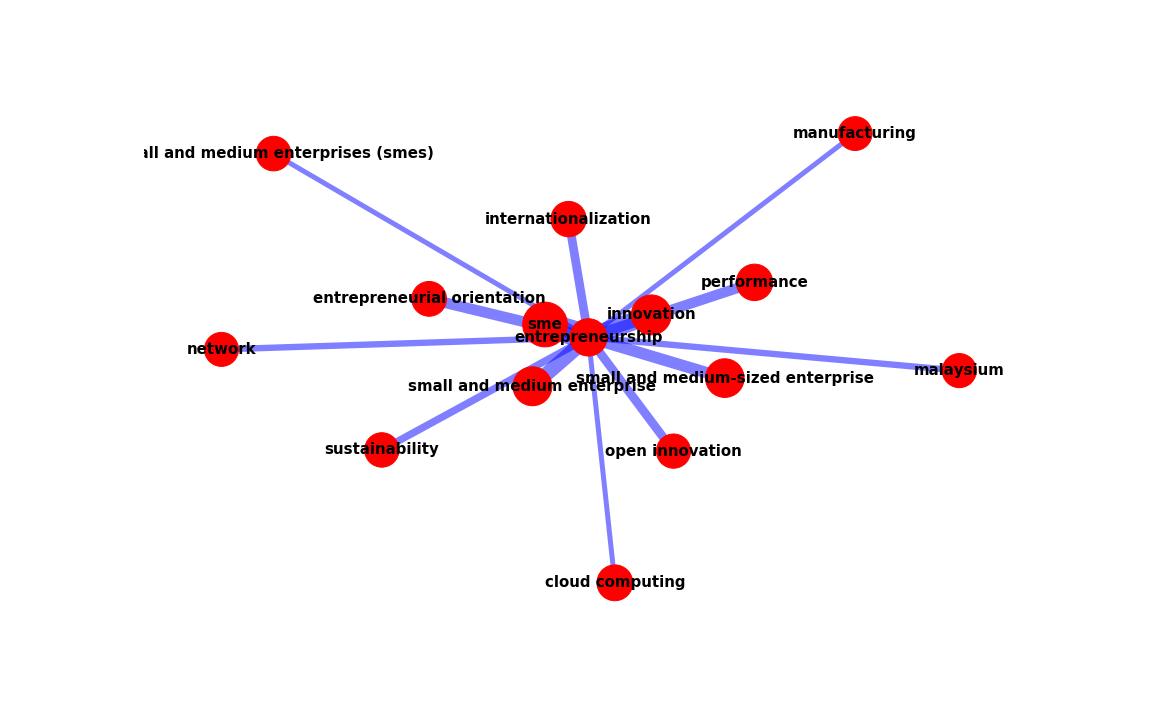 manufacturing
all and medium enterprises (smes)
internationalization
performance
entrepreneurial orientation
innovation
sme
entrepreneurship
network
malaysium
small and medium-sized enterprise
small and medium enterprise
sustainability
open innovation
cloud computing